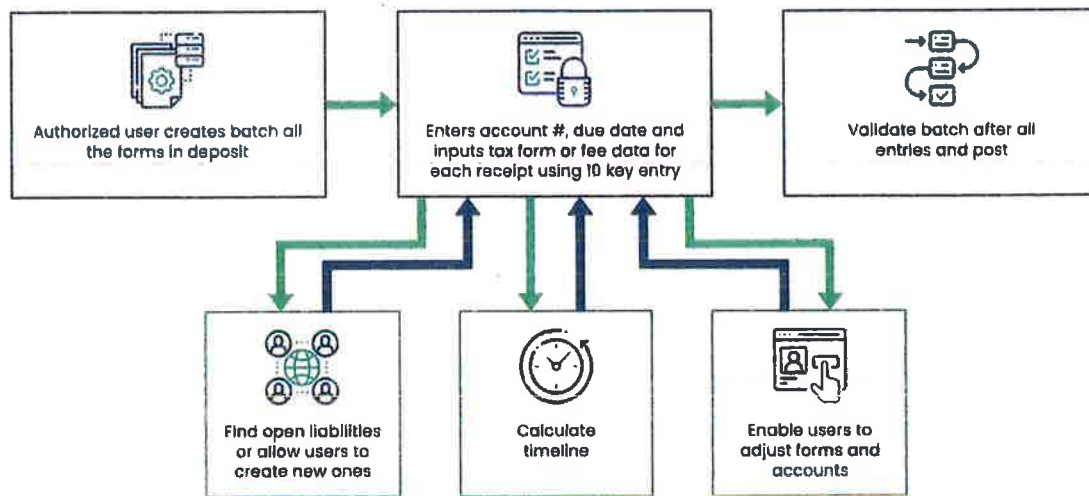 Authorized user creates batch all
the forms in deposit
Enters account #, due date and
inputs tax form or fee data for
each receipt using 10 key entry
Validate batch after all
entries and post
Find open liabilities
or allow users to
create new ones
Calculate
timeline
Enable users to
adjust forms and
accounts